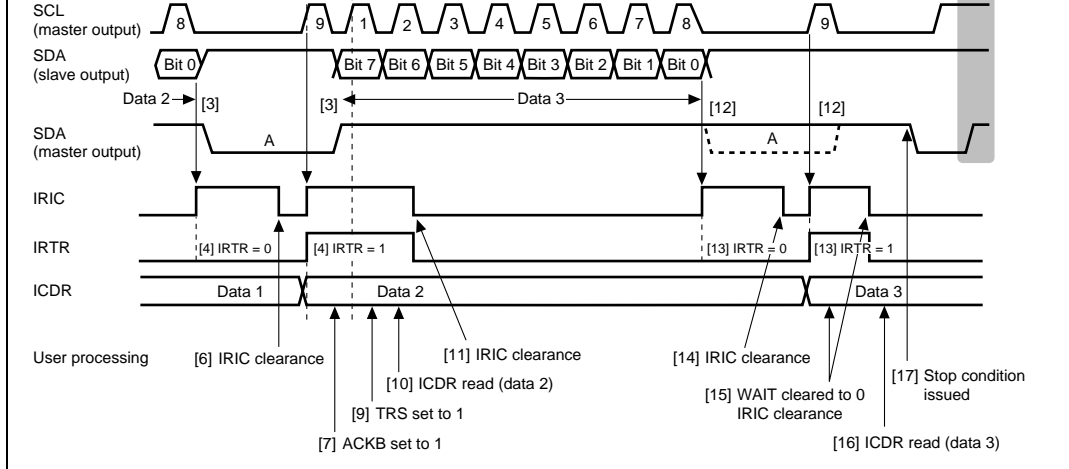 SCL
(master output)
8 9 1 2 3 4 5 6 7 8 9
SDA
(slave output)
Bit 0 Bit 7 Bit 6 Bit 5 Bit 4 Bit 3 Bit 2 Bit 1 Bit 0
Data 2 [3] [3] Data 3 [12] [12]
SDA
(master output)
A A
IRIC
IRTR
[4] IRTR = 0 [4] IRTR = 1 [13] IRTR = 0 [13] IRTR = 1
ICDR
Data 1 Data 2 Data 3
User processing
[6] IRIC clearance
[11] IRIC clearance
[14] IRIC clearance
[10] ICDR read (data 2)
[17] Stop condition
issued
[15] WAIT cleared to 0
IRIC clearance
[9] TRS set to 1
[7] ACKB set to 1
[16] ICDR read (data 3)